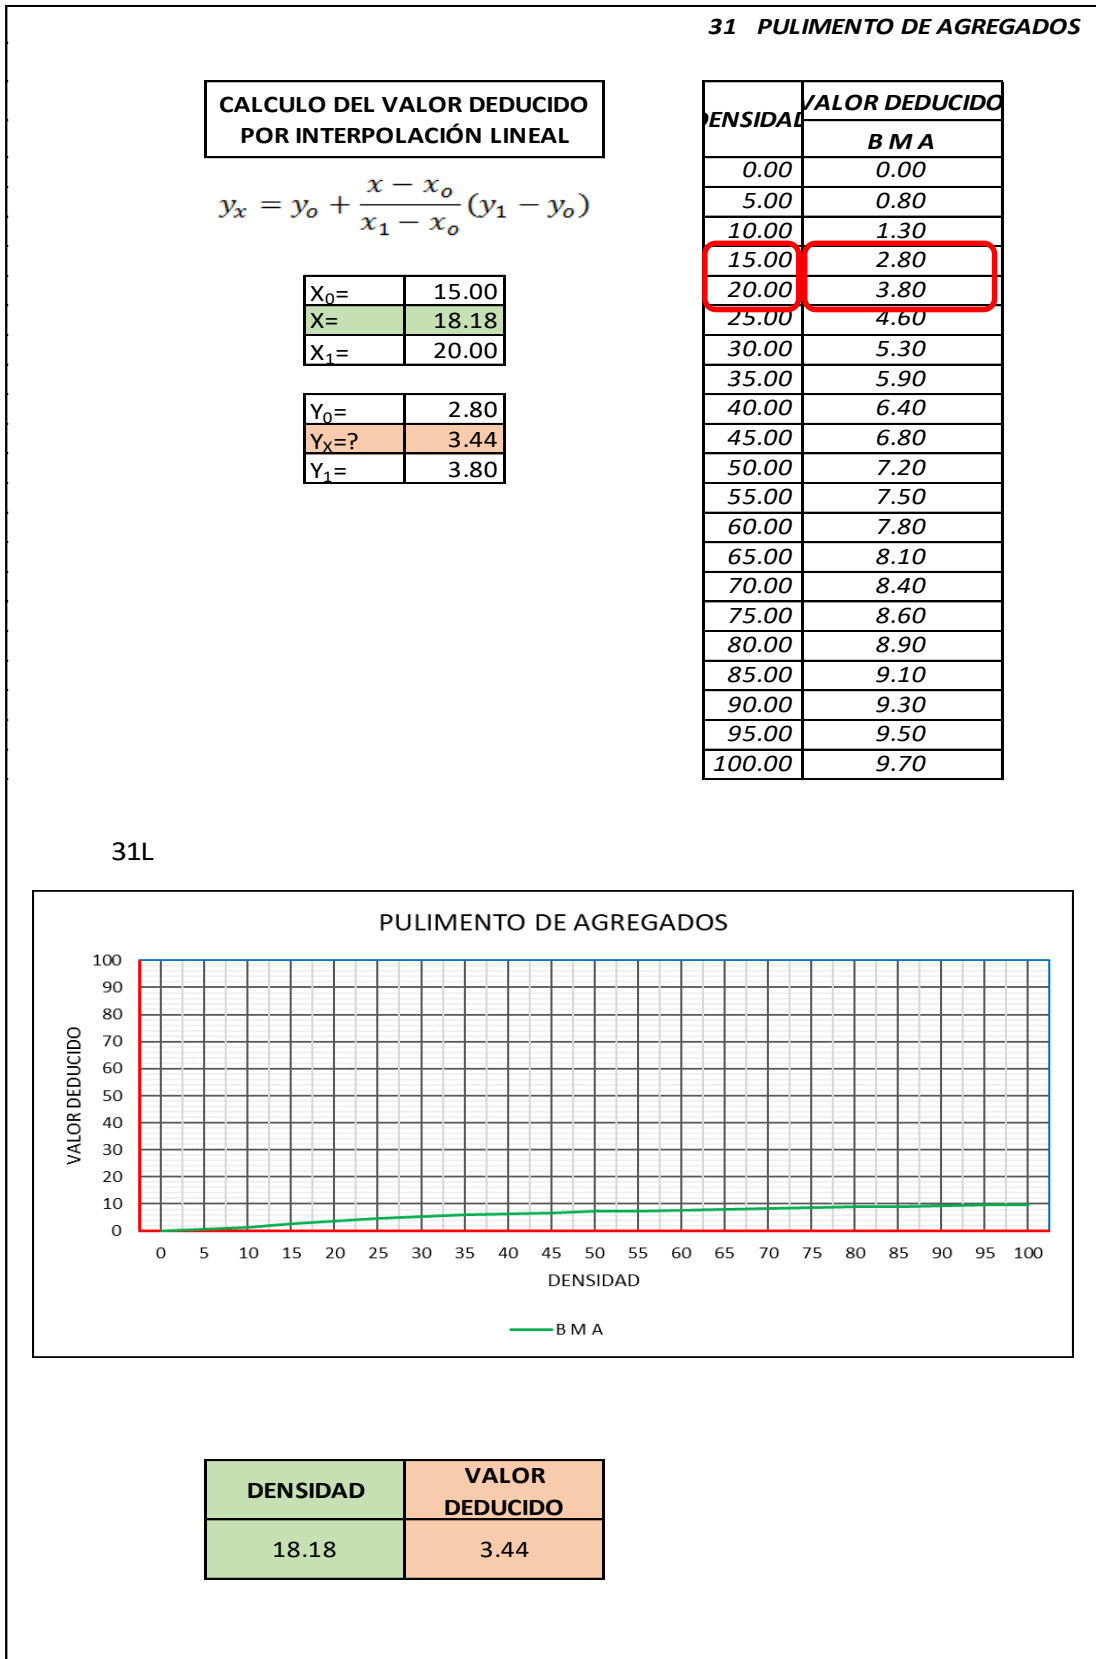 31 PULIMENTO DE AGREGADOS
CALCULO DEL VALOR DEDUCIDO
POR INTERPOLACIÓN LINEAL
yₓ = yₒ + (x − xₒ)/(x₁ − xₒ) (y₁ − yₒ)
X₀= 15.00
X= 18.18
X₁= 20.00
Y₀= 2.80
Yₓ=? 3.44
Y₁= 3.80
DENSIDAD VALOR DEDUCIDO
B M A
0.00 0.00
5.00 0.80
10.00 1.30
15.00 2.80
20.00 3.80
25.00 4.60
30.00 5.30
35.00 5.90
40.00 6.40
45.00 6.80
50.00 7.20
55.00 7.50
60.00 7.80
65.00 8.10
70.00 8.40
75.00 8.60
80.00 8.90
85.00 9.10
90.00 9.30
95.00 9.50
100.00 9.70
31L
PULIMENTO DE AGREGADOS
VALOR DEDUCIDO
100
90
80
70
60
50
40
30
20
10
0
0 5 10 15 20 25 30 35 40 45 50 55 60 65 70 75 80 85 90 95 100
DENSIDAD
B M A
DENSIDAD VALOR
DEDUCIDO
18.18 3.44